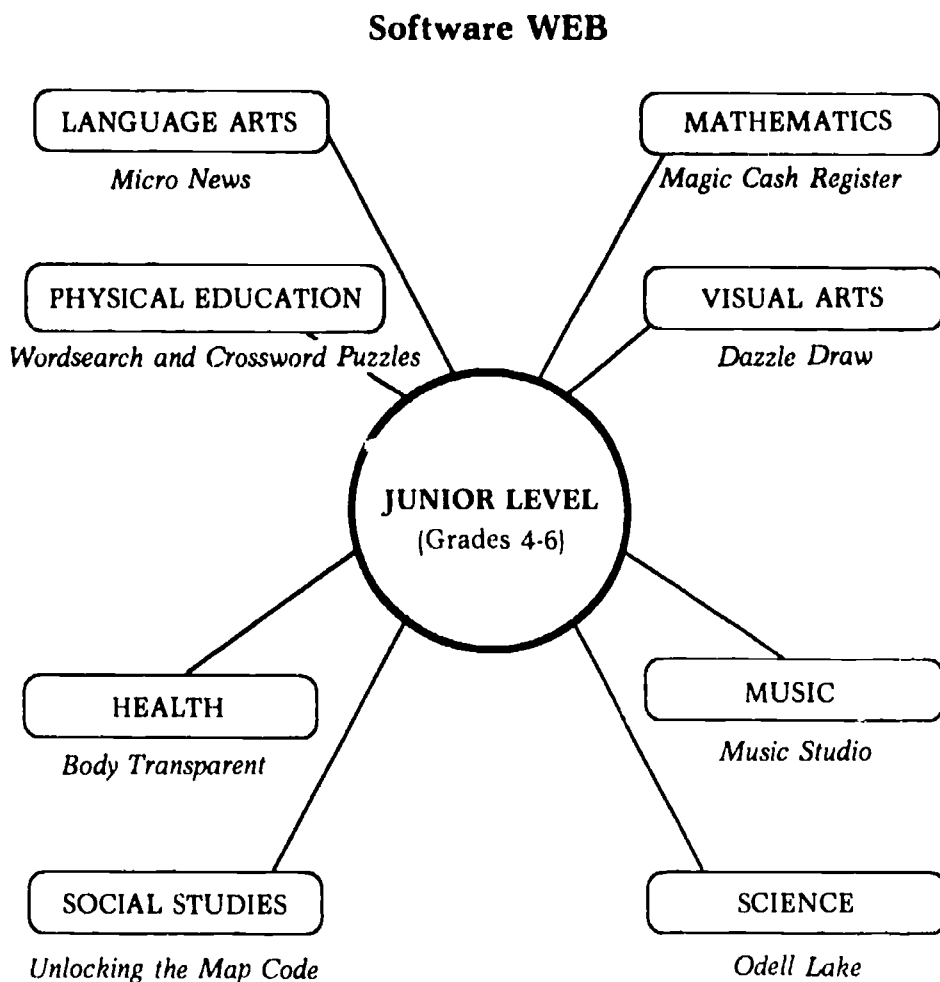 Software WEB
LANGUAGE ARTS
Micro News
MATHEMATICS
Magic Cash Register
PHYSICAL EDUCATION
Wordsearch and Crossword Puzzles
VISUAL ARTS
Dazzle Draw
JUNIOR LEVEL
(Grades 4-6)
HEALTH
Body Transparent
MUSIC
Music Studio
SOCIAL STUDIES
Unlocking the Map Code
SCIENCE
Odell Lake